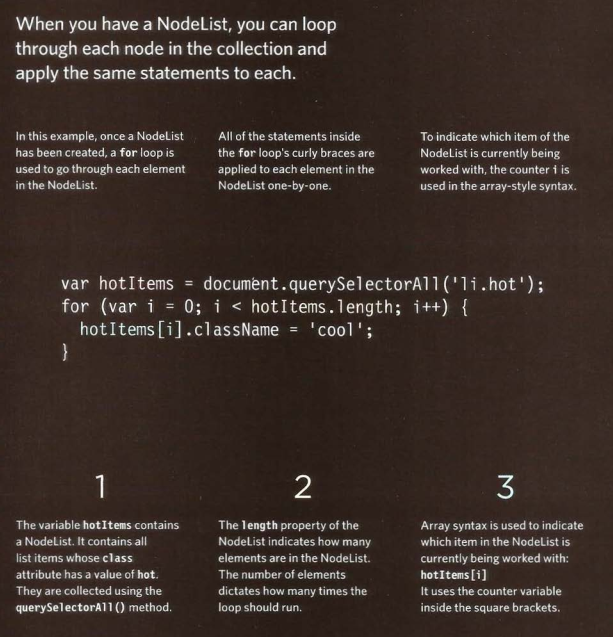 When you have a NodeList, you can loop
through each node in the collection and
apply the same statements to each.
In this example, once a NodeList
has been created, a for loop is
used to go through each element
in the NodeList.
All of the statements inside
the for loop's curly braces are
applied to each element in the
NodeList one-by-one.
To indicate which item of the
NodeList is currently being
worked with, the counter i is
used in the array-style syntax.
var hotItems = document.querySelectorAll('li.hot');
for (var i = 0; i < hotItems.length; i++) {
  hotItems[i].className = 'cool';
}
1
The variable hotItems contains
a NodeList. It contains all
list items whose class
attribute has a value of hot.
They are collected using the
querySelectorAll() method.
2
The length property of the
NodeList indicates how many
elements are in the NodeList.
The number of elements
dictates how many times the
loop should run.
3
Array syntax is used to indicate
which item in the NodeList is
currently being worked with:
hotItems[i]
It uses the counter variable
inside the square brackets.